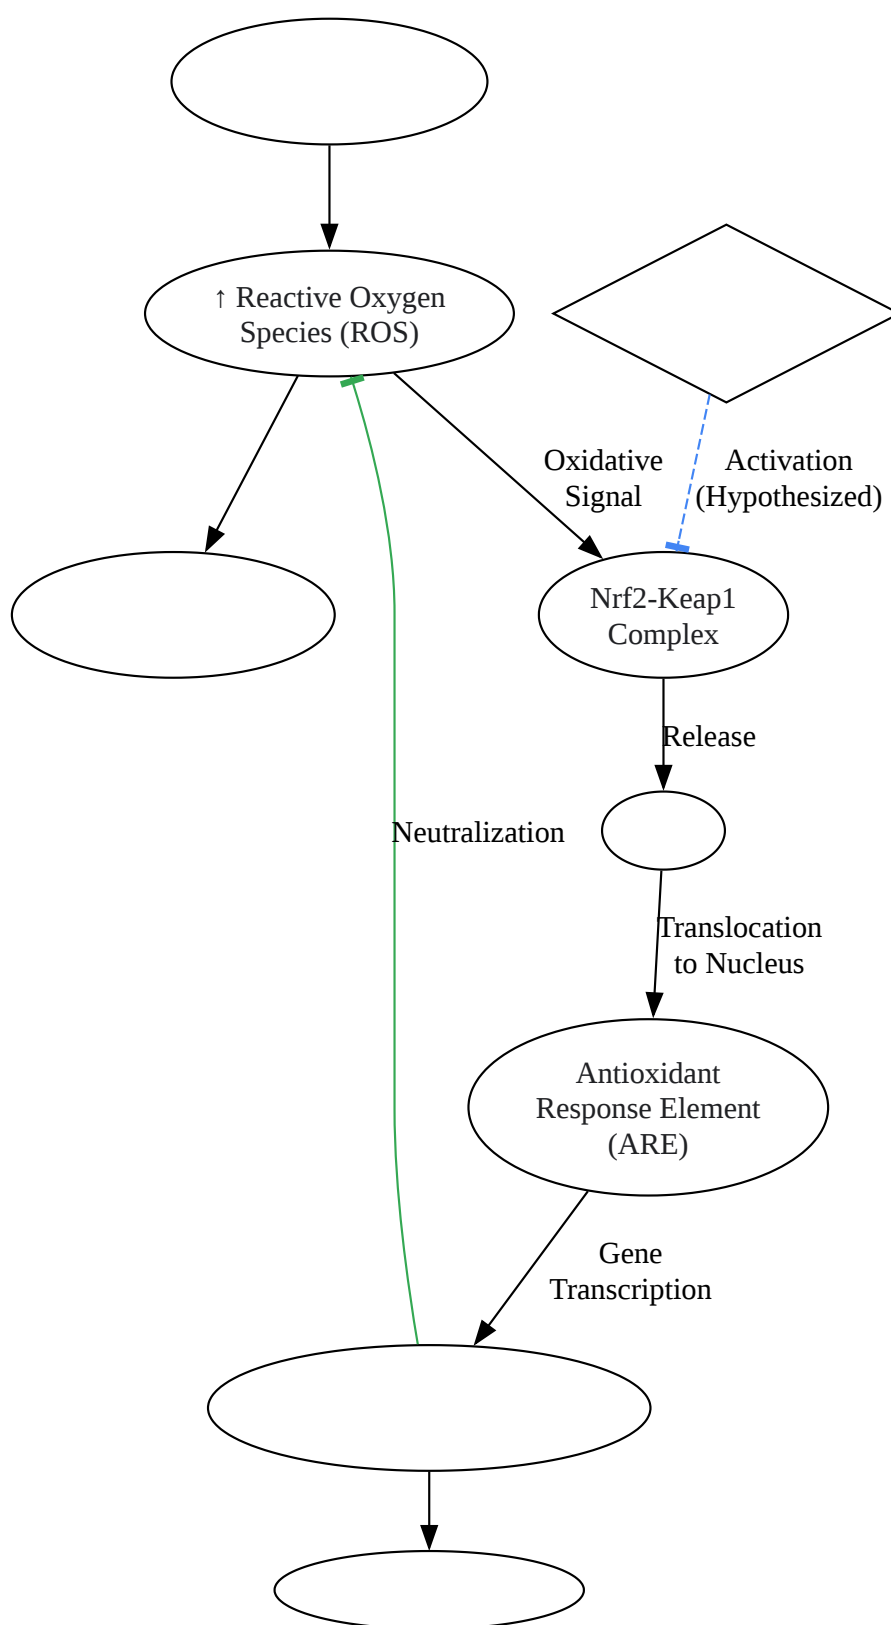 ↑ Reactive Oxygen
Species (ROS)
Oxidative
Signal
Activation
(Hypothesized)
Nrf2-Keap1
Complex
Release
Neutralization
Translocation
to Nucleus
Antioxidant
Response Element
(ARE)
Gene
Transcription